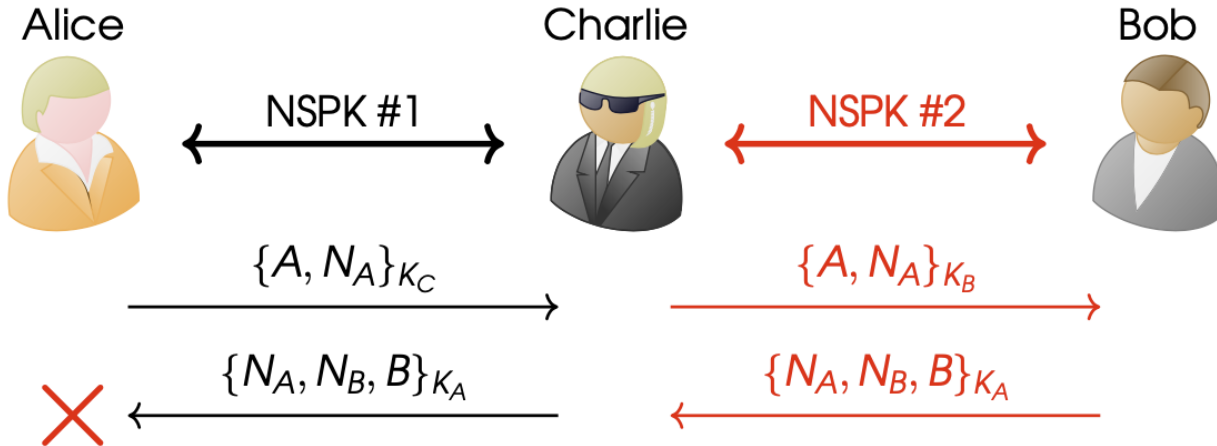 Alice
Charlie
Bob
NSPK #1
NSPK #2
{A, N_A}_{K_C}
{A, N_A}_{K_B}
{N_A, N_B, B}_{K_A}
{N_A, N_B, B}_{K_A}